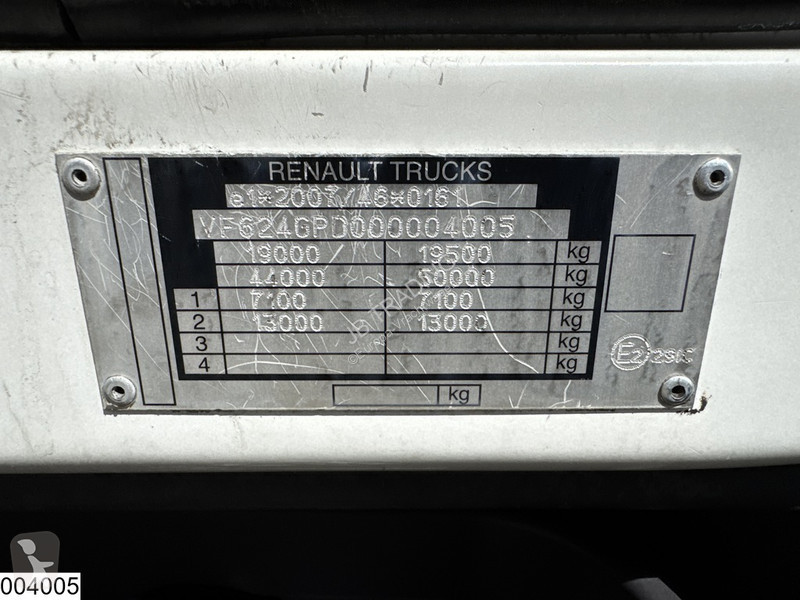 RENAULT TRUCKS
e1*2007/46*0161
VF624GPD000004005
19000 19500 kg
44000 50000 kg
1 7100 7100 kg
2 13000 13000 kg
3 kg
4 kg
kg
E2
004005